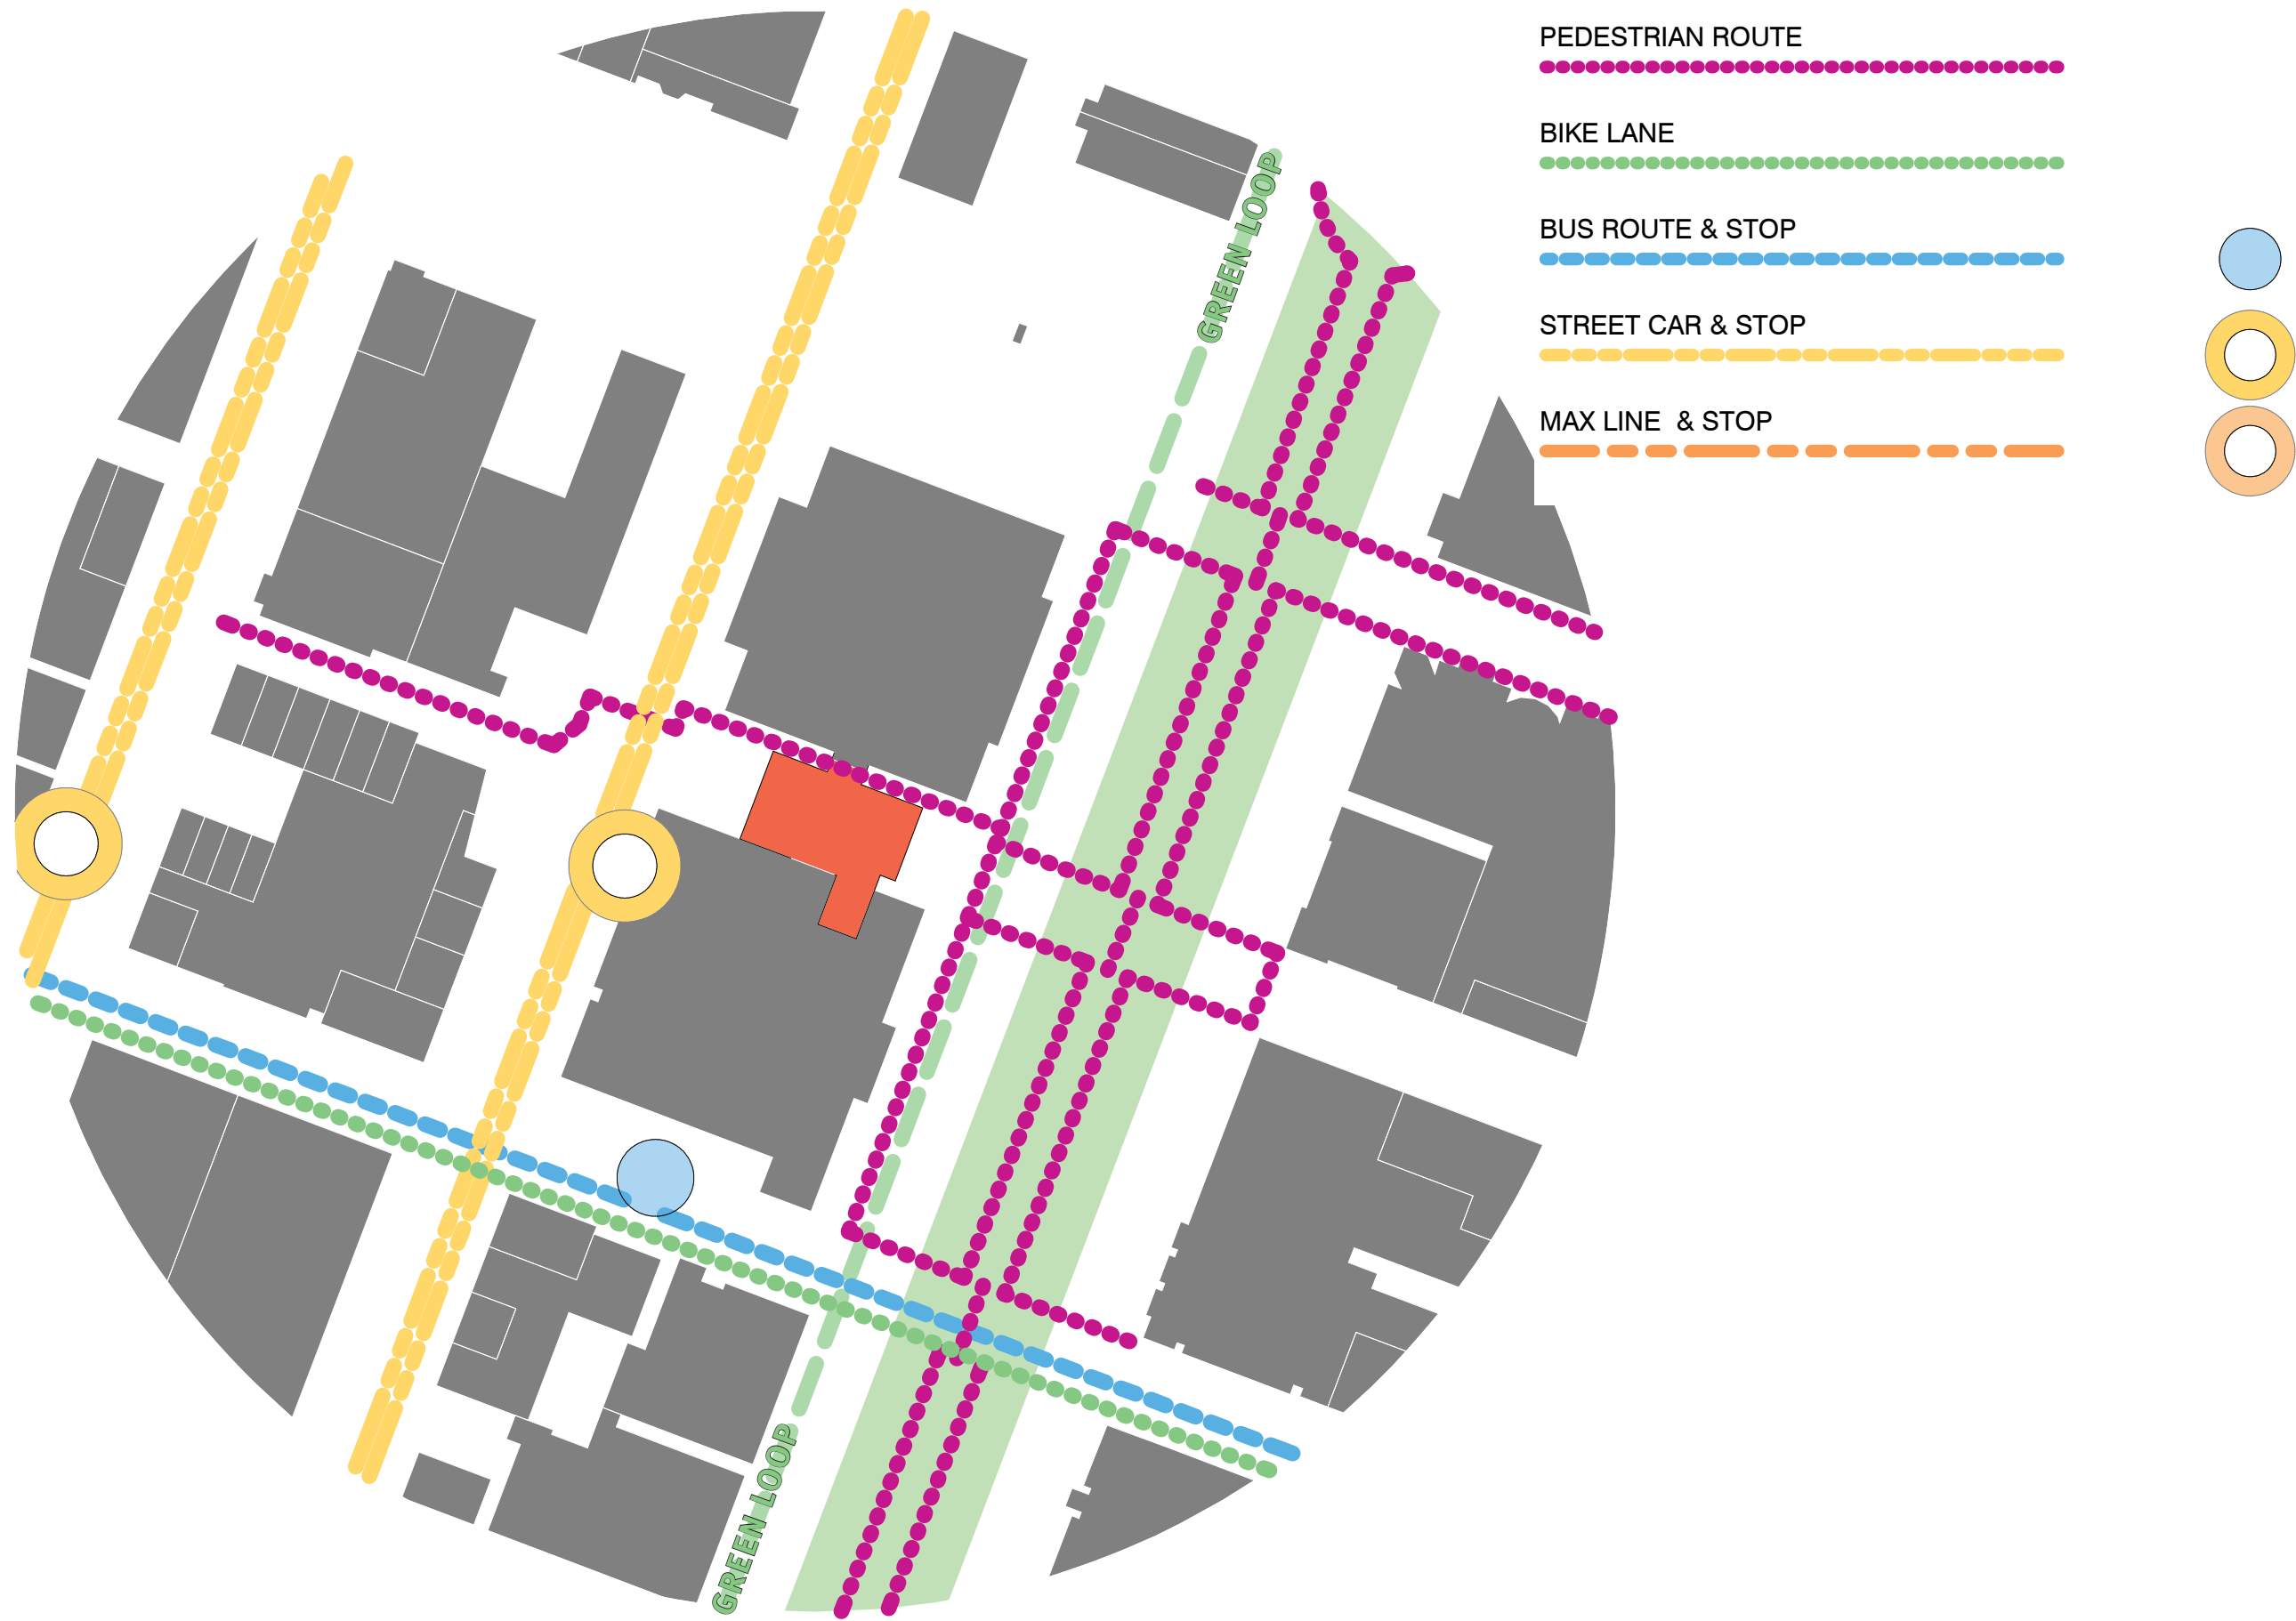 PEDESTRIAN ROUTE
BIKE LANE
BUS ROUTE & STOP
STREET CAR & STOP
MAX LINE & STOP
GREEN LOOP
GREEN LOOP